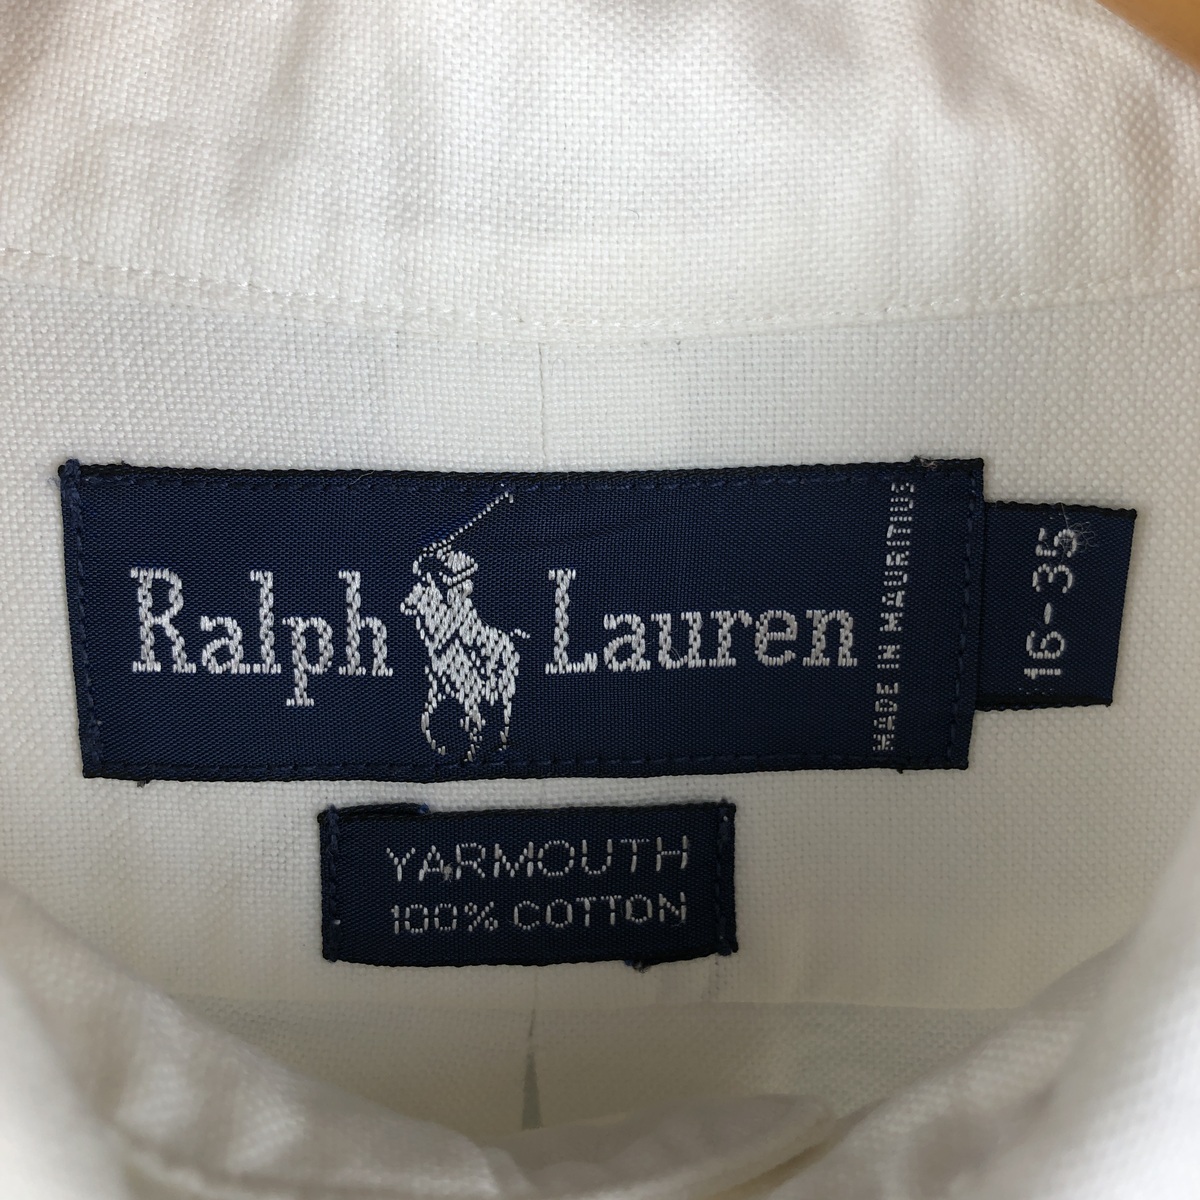 Ralph Lauren
MADE IN MAURITIUS
16-35
YARMOUTH
100% COTTON